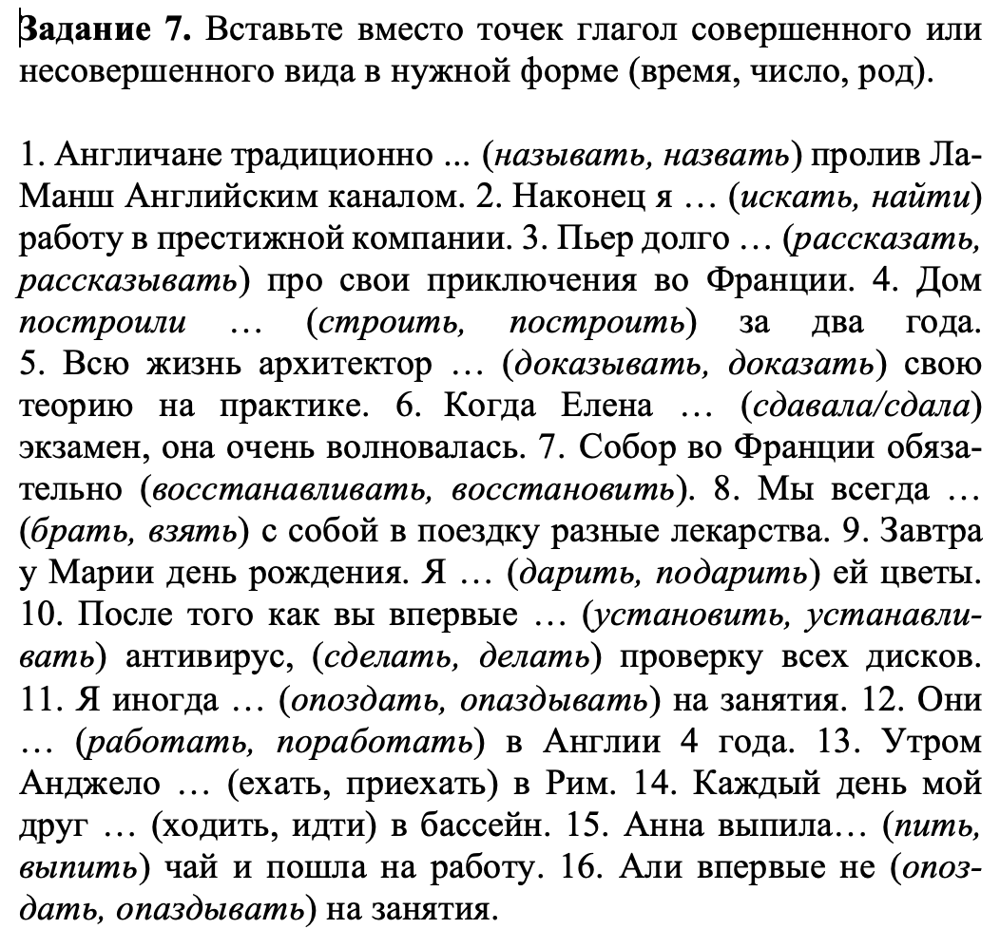 Задание 7. Вставьте вместо точек глагол совершенного или
несовершенного вида в нужной форме (время, число, род).
1. Англичане традиционно ... (называть, назвать) пролив Ла-
Манш Английским каналом. 2. Наконец я … (искать, найти)
работу в престижной компании. 3. Пьер долго … (рассказать,
рассказывать) про свои приключения во Франции. 4. Дом
построили … (строить, построить) за два года.
5. Всю жизнь архитектор … (доказывать, доказать) свою
теорию на практике. 6. Когда Елена … (сдавала/сдала)
экзамен, она очень волновалась. 7. Собор во Франции обяза-
тельно (восстанавливать, восстановить). 8. Мы всегда …
(брать, взять) с собой в поездку разные лекарства. 9. Завтра
у Марии день рождения. Я … (дарить, подарить) ей цветы.
10. После того как вы впервые … (установить, устанавли-
вать) антивирус, (сделать, делать) проверку всех дисков.
11. Я иногда … (опоздать, опаздывать) на занятия. 12. Они
… (работать, поработать) в Англии 4 года. 13. Утром
Анджело … (ехать, приехать) в Рим. 14. Каждый день мой
друг … (ходить, идти) в бассейн. 15. Анна выпила… (пить,
выпить) чай и пошла на работу. 16. Али впервые не (опоз-
дать, опаздывать) на занятия.